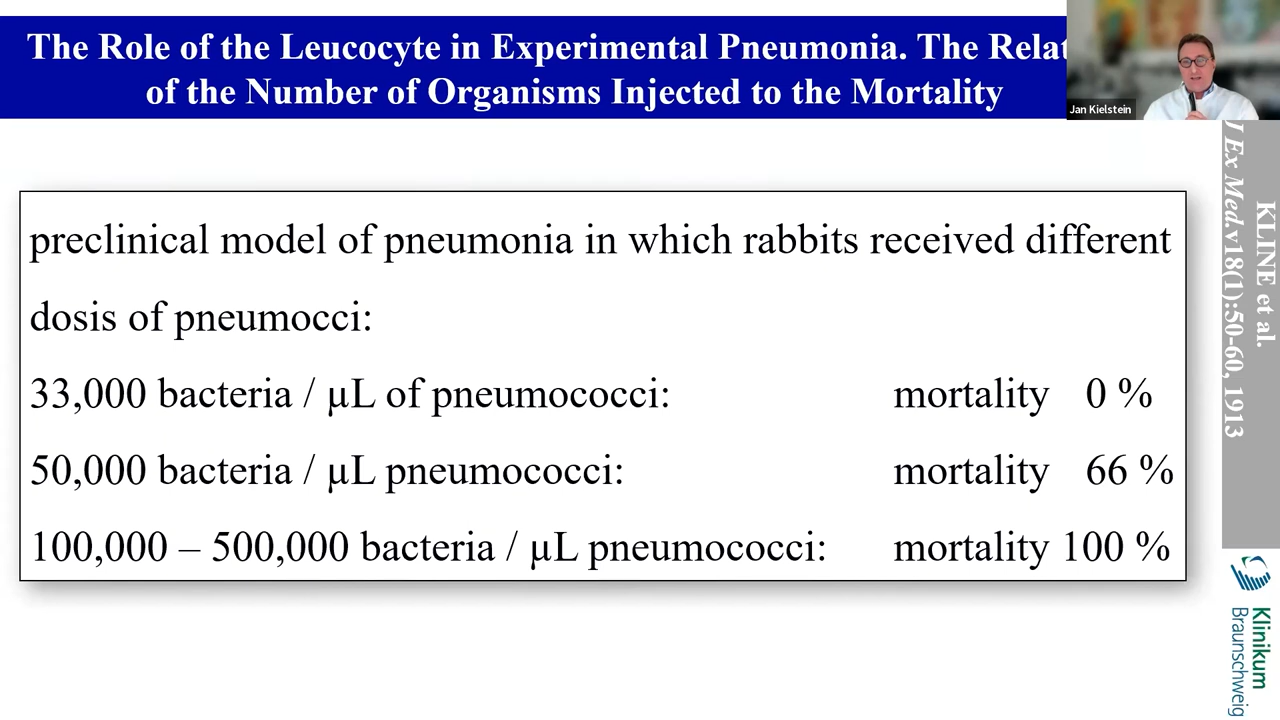 The Role of the Leucocyte in Experimental Pneumonia. The Relat
of the Number of Organisms Injected to the Mortality
Jan Kielstein
preclinical model of pneumonia in which rabbits received different
dosis of pneumocci:
33,000 bacteria / µL of pneumococci: mortality 0 %
50,000 bacteria / µL pneumococci: mortality 66 %
100,000 – 500,000 bacteria / µL pneumococci: mortality 100 %
KLINE et al.
J Ex Med.v18(1):50-60, 1913
Klinikum
Braunschweig